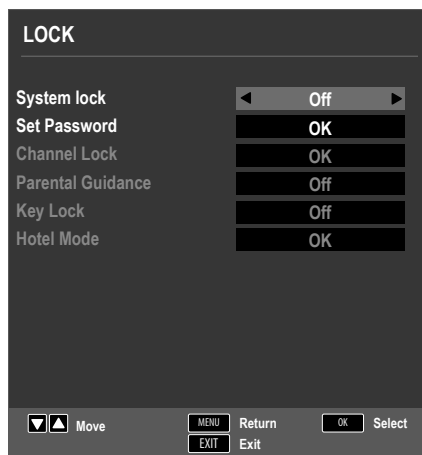 LOCK
System lock Off
Set Password OK
Channel Lock OK
Parental Guidance Off
Key Lock Off
Hotel Mode OK
Move MENU Return OK Select
EXIT Exit